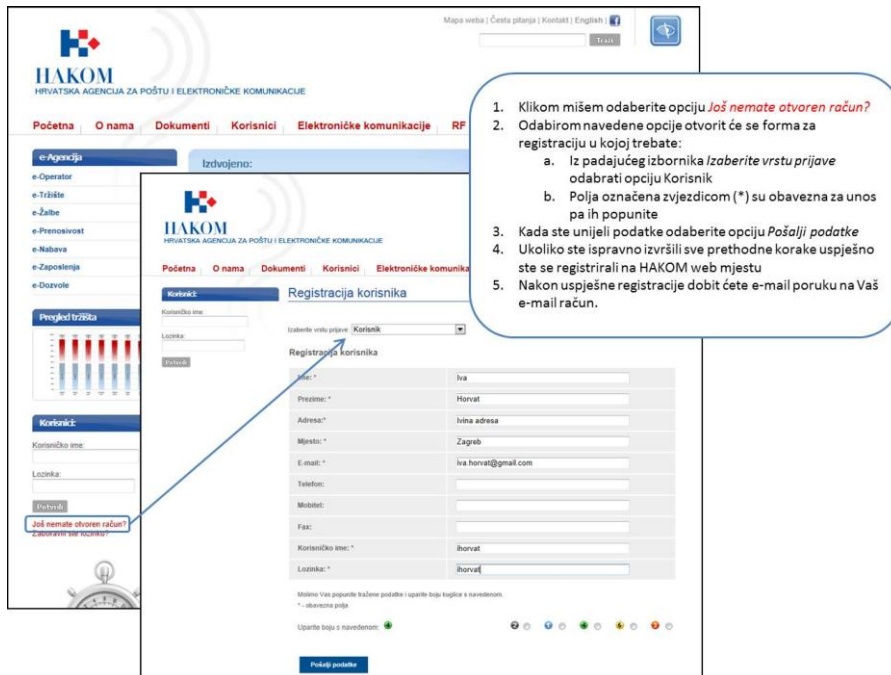 Mapa weba | Česta pitanja | Kontakt | English |
Traži
HAKOM
HRVATSKA AGENCIJA ZA POŠTU I ELEKTRONIČKE KOMUNIKACIJE
Početna O nama Dokumenti Korisnici Elektroničke komunikacije RF
e-Agencija
e-Operator
e-Tržište
e-Žalbe
e-Prenosivost
e-Nabava
e-Zaposlenja
e-Dozvole
Pregled tržišta
Korisnici:
Korisničko ime:
Lozinka:
Potvrdi
Još nemate otvoren račun?
Zaboravili ste lozinku?
Izdvojeno:
HAKOM
HRVATSKA AGENCIJA ZA POŠTU I ELEKTRONIČKE KOMUNIKACIJE
Početna O nama Dokumenti Korisnici Elektroničke komunika
Korisnici:
Korisničko ime:
Lozinka:
Potvrdi
Registracija korisnika
Izaberite vrstu prijave: Korisnik
Registracija korisnika
Ime: * Iva
Prezime: * Horvat
Adresa:* Ivina adresa
Mjesto: * Zagreb
E-mail: * iva.horvat@gmail.com
Telefon:
Mobitel:
Fax:
Korisničko ime: * ihorvat
Lozinka: * ihorvat
Molimo Vas popunite tražene podatke i uparite boju kuglice s navedenom.
* - obavezna polja
Uparite boju s navedenom:
Pošalji podatke
1. Klikom mišem odaberite opciju Još nemate otvoren račun?
2. Odabirom navedene opcije otvorit će se forma za
registraciju u kojoj trebate:
a. Iz padajućeg izbornika Izaberite vrstu prijave
odabrati opciju Korisnik
b. Polja označena zvjezdicom (*) su obavezna za unos
pa ih popunite
3. Kada ste unijeli podatke odaberite opciju Pošalji podatke
4. Ukoliko ste ispravno izvršili sve prethodne korake uspješno
ste se registrirali na HAKOM web mjestu
5. Nakon uspješne registracije dobit ćete e-mail poruku na Vaš
e-mail račun.